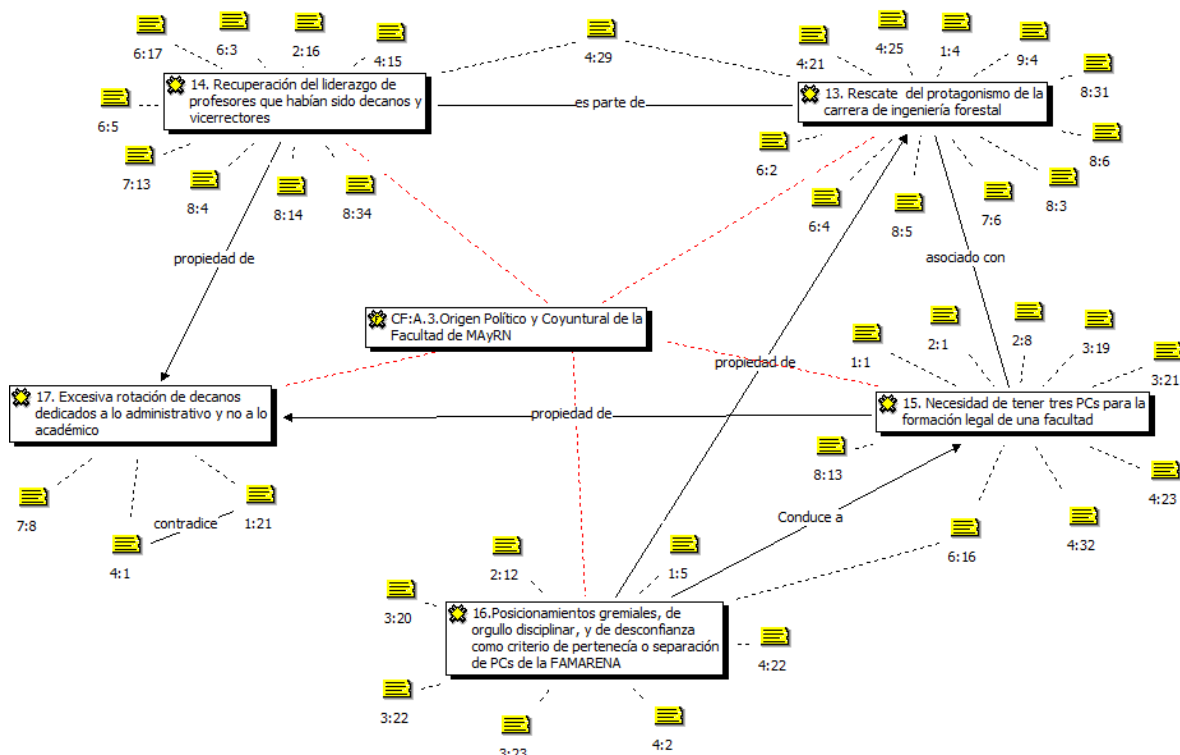 6:17
6:3
2:16
4:15
4:29
4:21
4:25
1:4
9:4
8:31
14. Recuperación del liderazgo de
profesores que habían sido decanos y
vicerrectores
es parte de
13. Rescate del protagonismo de la
carrera de ingeniería forestal
6:5
8:6
7:13
8:4
8:14
8:34
6:2
6:4
8:5
7:6
8:3
propiedad de
asociado con
CF:A.3.Origen Político y Coyuntural de la
Facultad de MAyRN
propiedad de
1:1
2:1
2:8
3:19
3:21
17. Excesiva rotación de decanos
dedicados a lo administrativo y no a lo
académico
propiedad de
15. Necesidad de tener tres PCs para la
formación legal de una facultad
8:13
4:23
7:8
4:1
contradice
1:21
Conduce a
6:16
4:32
2:12
1:5
3:20
16.Posicionamientos gremiales, de
orgullo disciplinar, y de desconfianza
como criterio de pertenecía o separación
de PCs de la FAMARENA
4:22
3:22
3:23
4:2